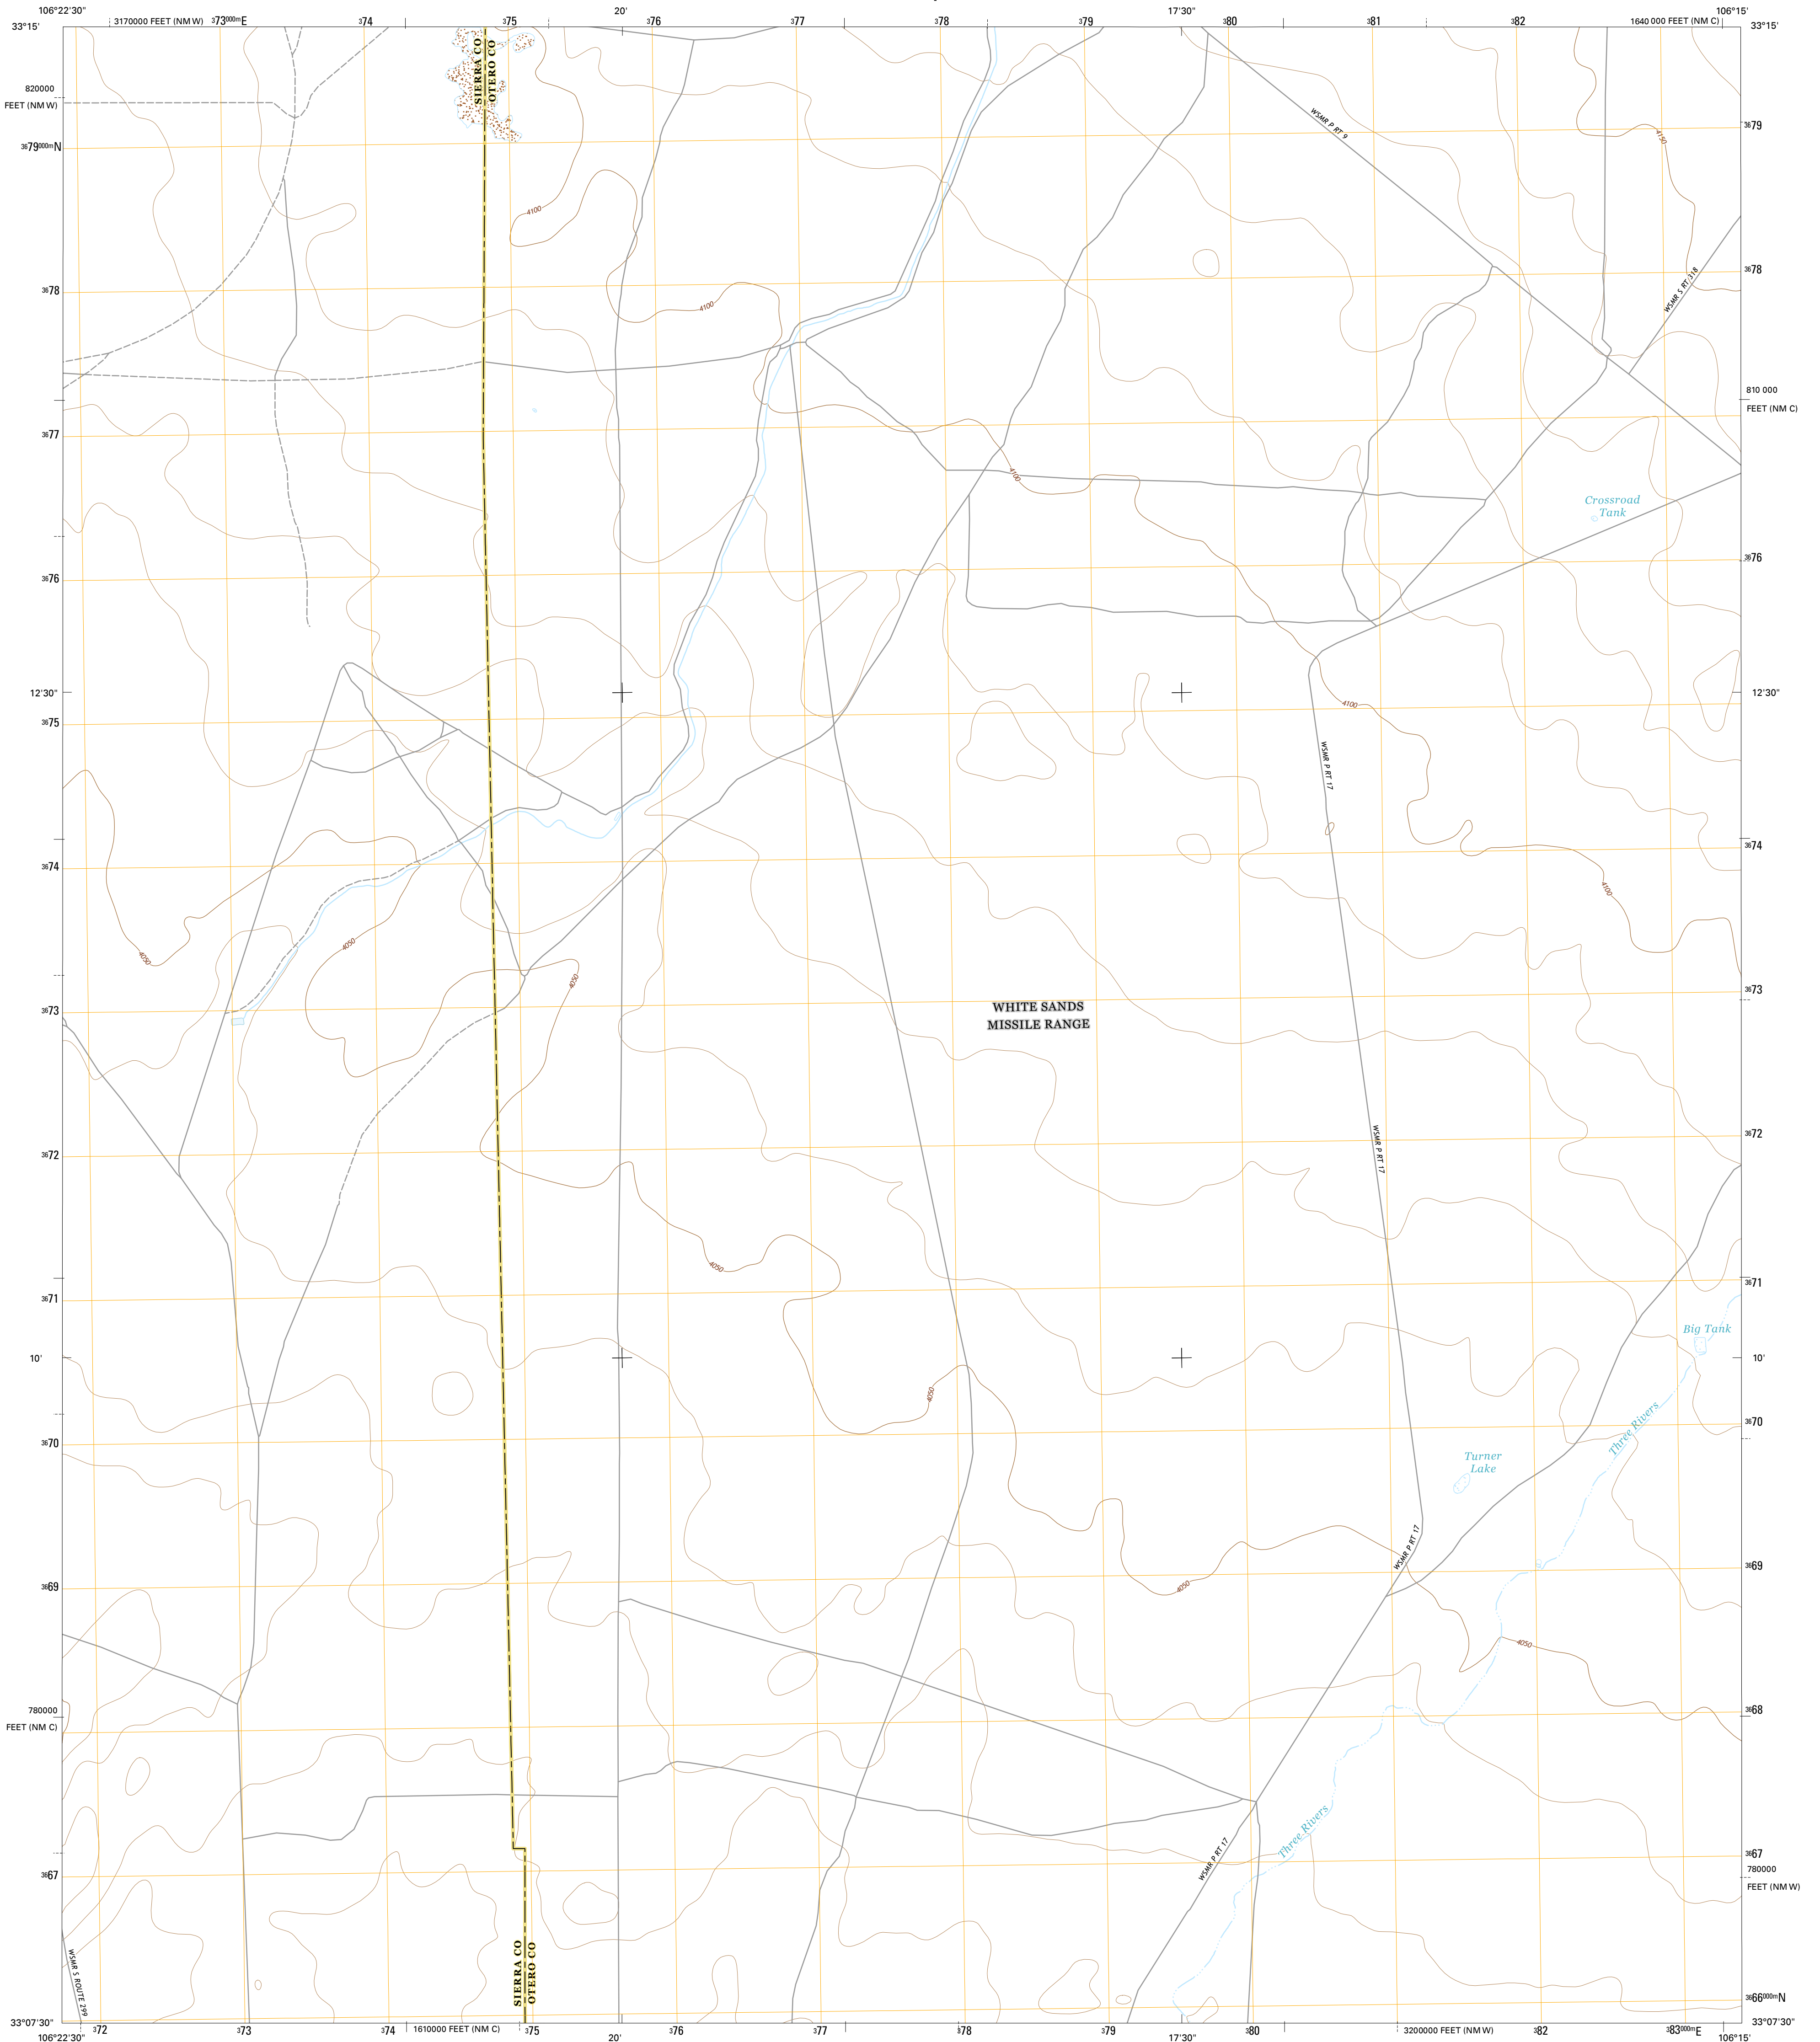 106°22'30" 3170000 FEET (NM W) 373000mE 374 375 20' 376 377 378 379 17'30" 380 381 382 1640 000 FEET (NM C) 106°15'
33°15' 33°15'
SIERRA CO
OTERO CO
820000
FEET (NM W)
WSMR P RT 9
3679
4150
3679000mN
4100
3678
3678
WSMR S RT 318
4100
810 000
FEET (NM C)
3677
4100
Crossroad
Tank
3676
3676
12'30" 12'30"
4100
3675
WSMR P RT 17
3674
3674
4100
4050
4050
4050
3673
3673
WHITE SANDS
MISSILE RANGE
3672
WSMR P RT 17
3672
4050
3671
3671
Big Tank
10' 10'
4050
3670
3670
Three Rivers
Turner
Lake
WSMR P RT 17
3669
3669
4050
4050
780000
FEET (NM C)
3668
Three Rivers
3667
WSMR P RT 17
3667
780000
FEET (NM W)
WSMR S ROUTE 299
SIERRA CO
OTERO CO
3666000mN
33°07'30" 33°07'30"
106°22'30" 372 373 374 1610000 FEET (NM C) 375 20' 376 377 378 379 17'30" 380 3200000 FEET (NM W) 382 383000mE 106°15'